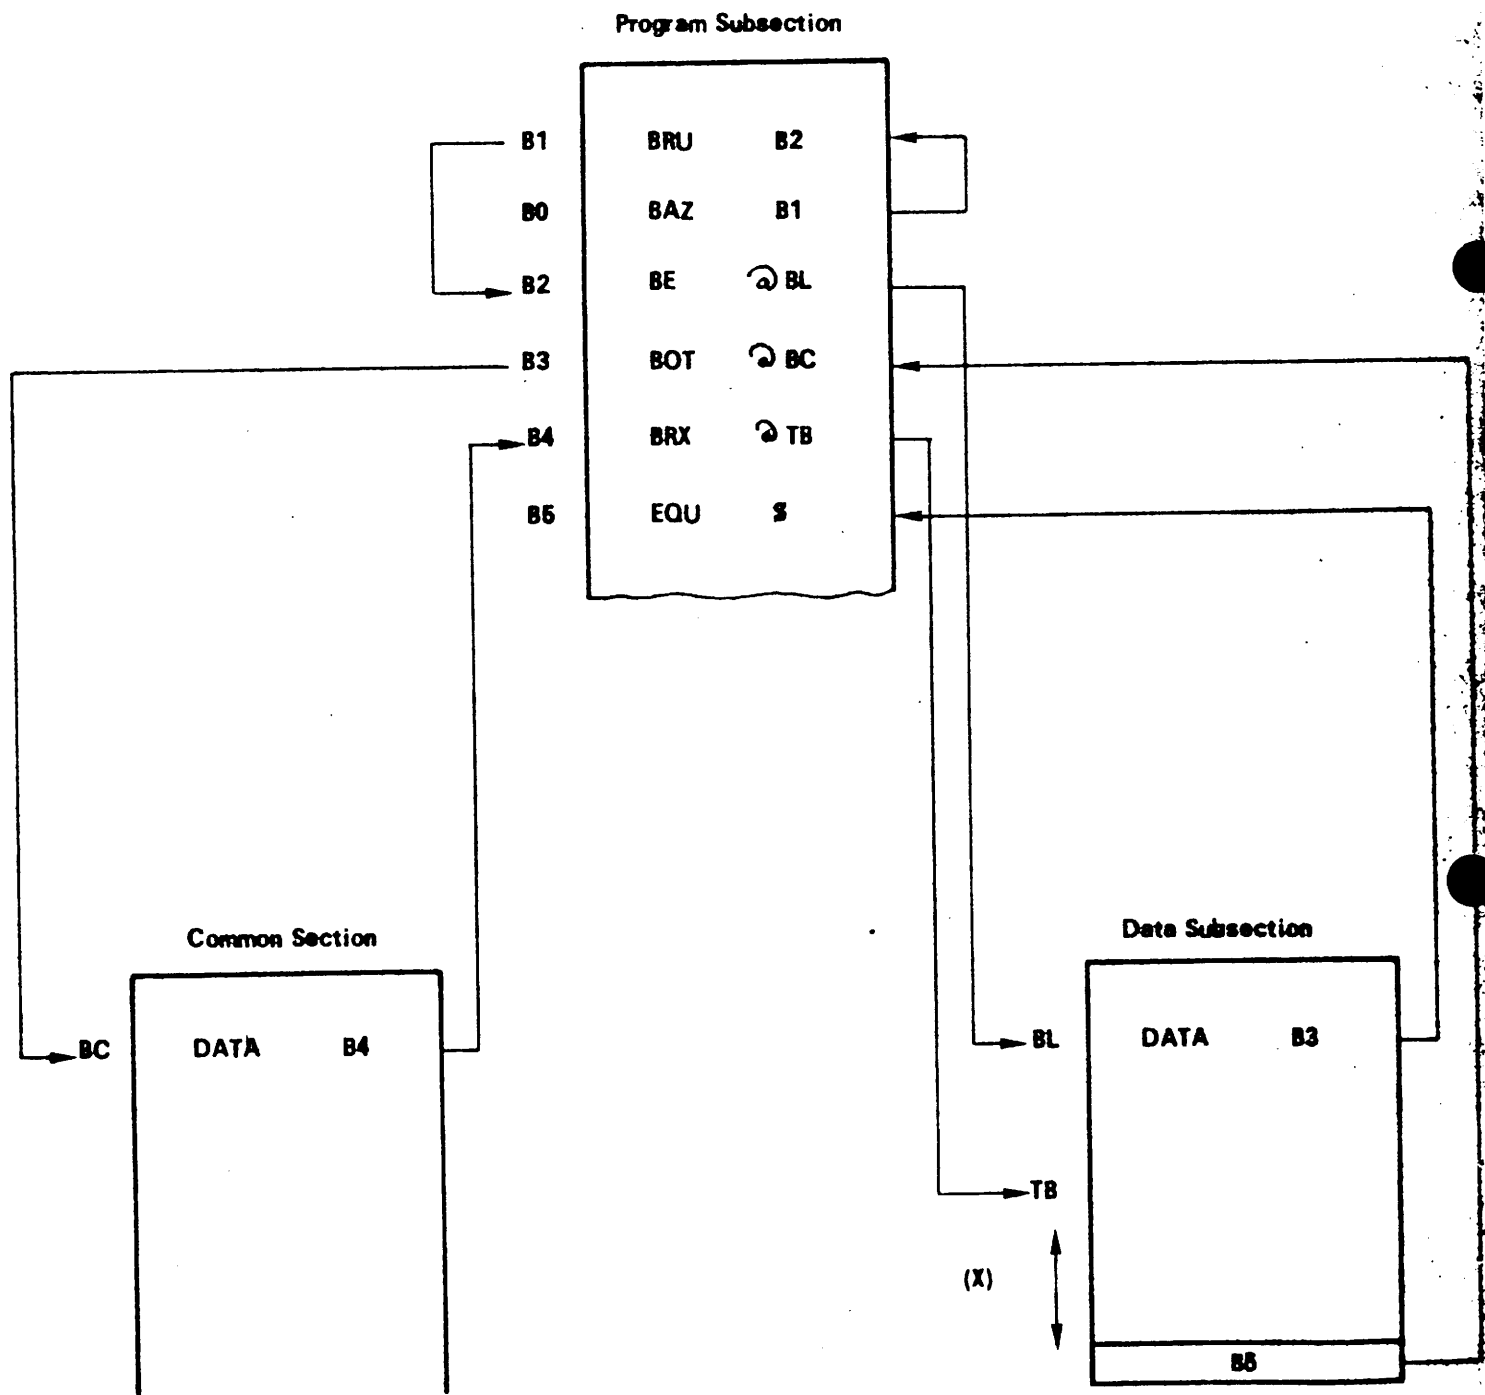 Program Subsection
B1 BRU B2
B0 BAZ B1
B2 BE @ BL
B3 BOT @ BC
B4 BRX @ TB
B5 EQU $
Common Section
BC DATA B4
Data Subsection
BL DATA B3
TB
(X)
B5